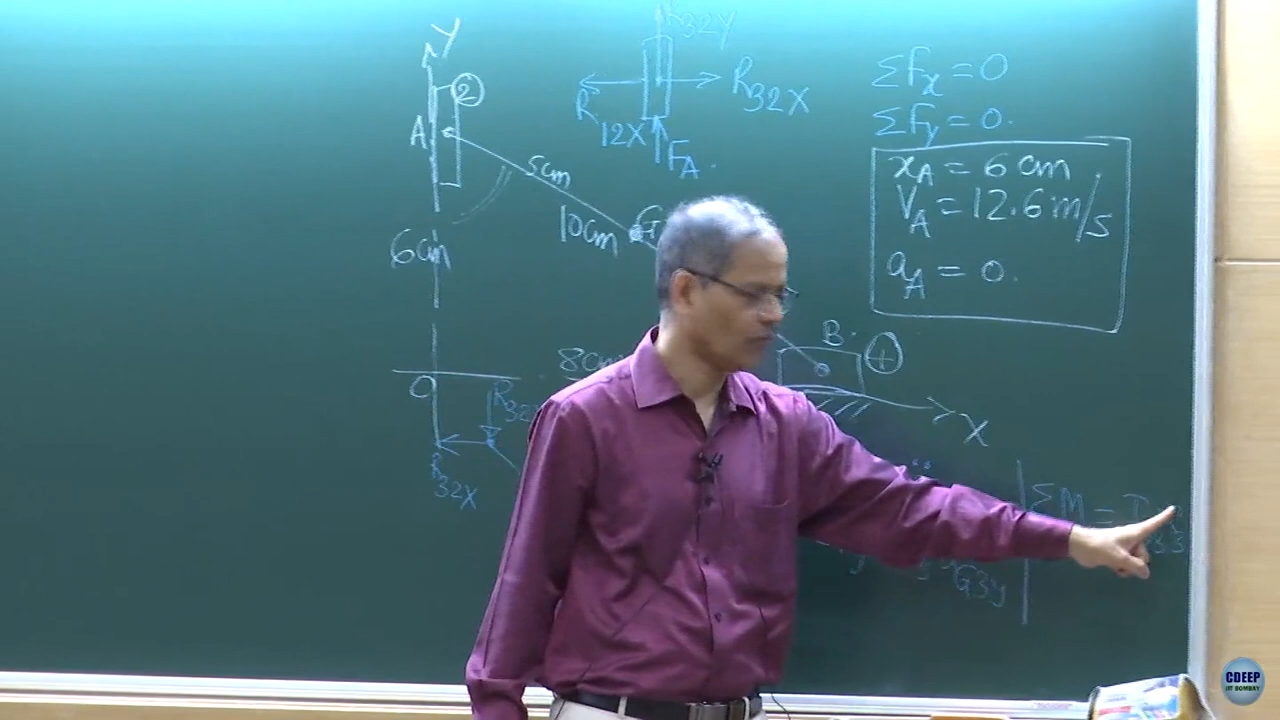 Y
2
A
5cm
10cm
G
6cm
8cm
O
R32X
R32Y
R12X
R32X
FA
B
4
X
ΣFx = 0
ΣFy = 0.
xA = 6 cm
VA = 12.6 m/s
aA = 0.
ΣM =
G3y
CDEEP
IIT BOMBAY